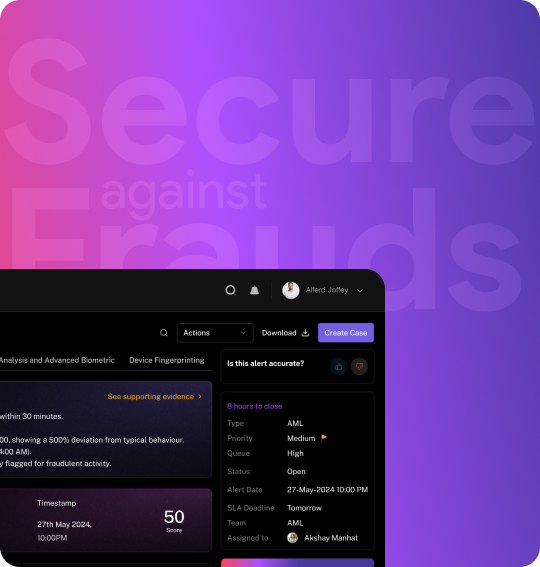 Secure
against
Frauds
Alferd Joffey
Actions
Download
Create Case
Analysis and Advanced Biometric
Device Fingerprinting
Is this alert accurate?
See supporting evidence
within 30 minutes.
00, showing a 500% deviation from typical behaviour.
4:00 AM).
y flagged for fraudulent activity.
8 hours to close
Type AML
Priority Medium
Queue High
Status Open
Alert Date 27-May-2024 10:00 PM
SLA Deadline Tomorrow
Team AML
Assigned to Akshay Manhat
Timestamp
27th May 2024,
10:00PM
50
Score